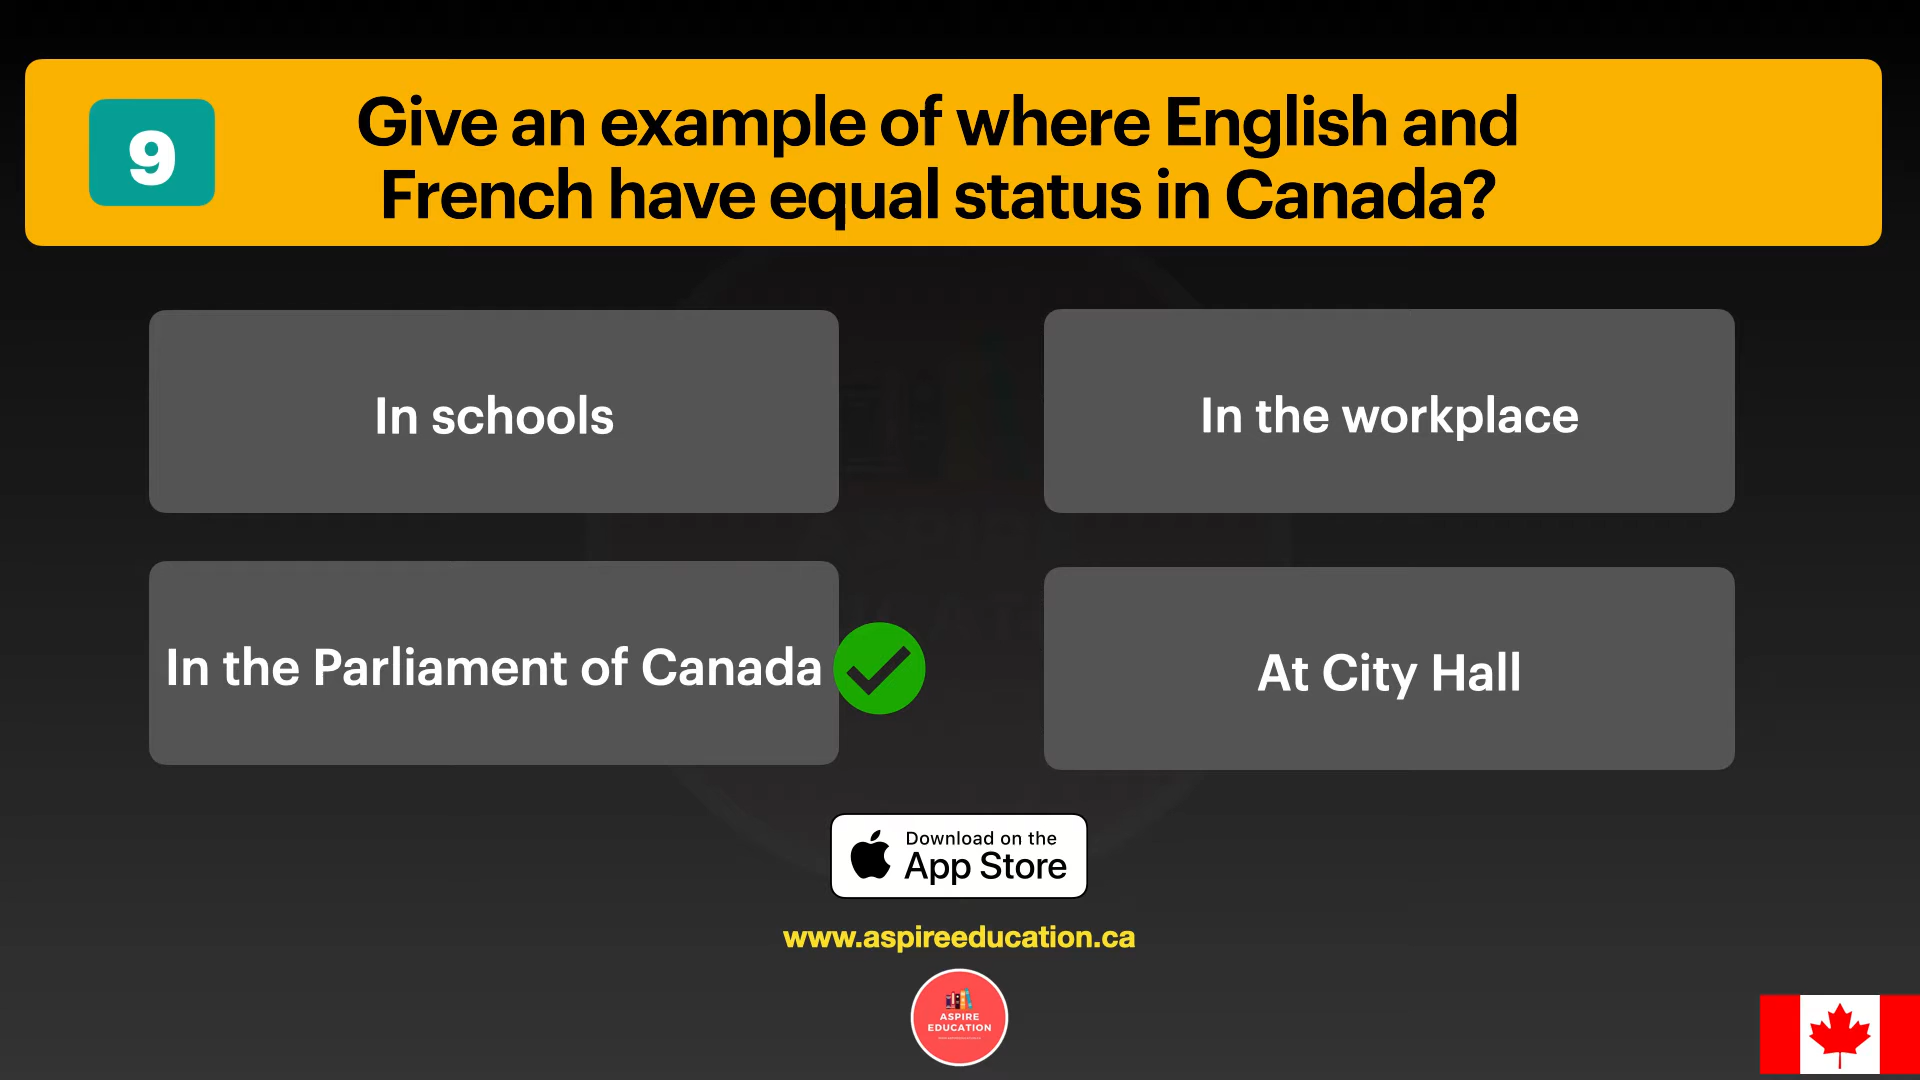 9
Give an example of where English and
French have equal status in Canada?
In schools
In the workplace
In the Parliament of Canada
At City Hall
Download on the
App Store
www.aspireeducation.ca
ASPIRE
EDUCATION